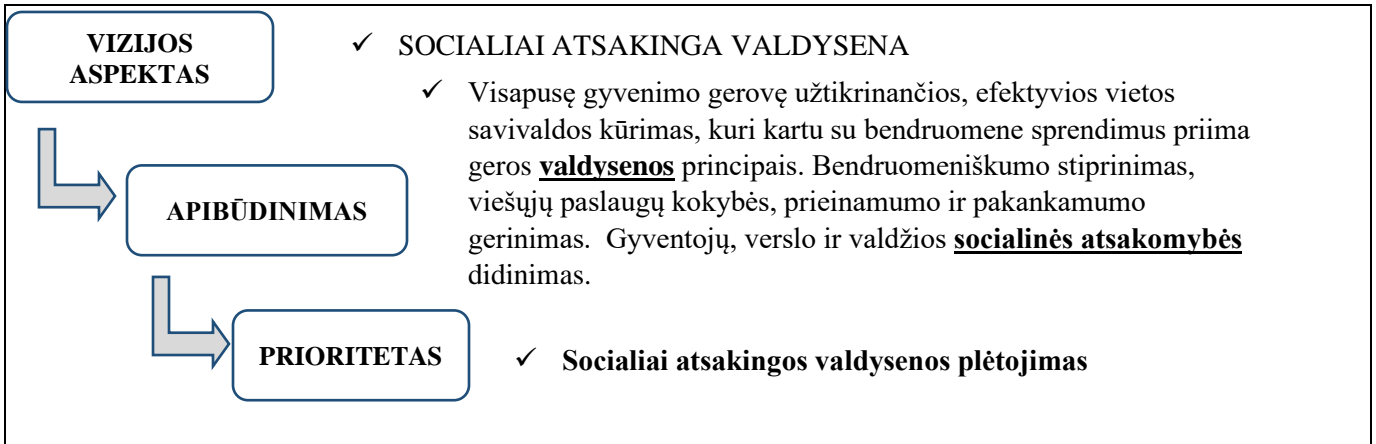 VIZIJOS
ASPEKTAS
✓ SOCIALIAI ATSAKINGA VALDYSENA
✓ Visapusę gyvenimo gerovę užtikrinančios, efektyvios vietos
savivaldos kūrimas, kuri kartu su bendruomene sprendimus priima
geros valdysenos principais. Bendruomeniškumo stiprinimas,
viešųjų paslaugų kokybės, prieinamumo ir pakankamumo
gerinimas. Gyventojų, verslo ir valdžios socialinės atsakomybės
didinimas.
APIBŪDINIMAS
PRIORITETAS
✓ Socialiai atsakingos valdysenos plėtojimas